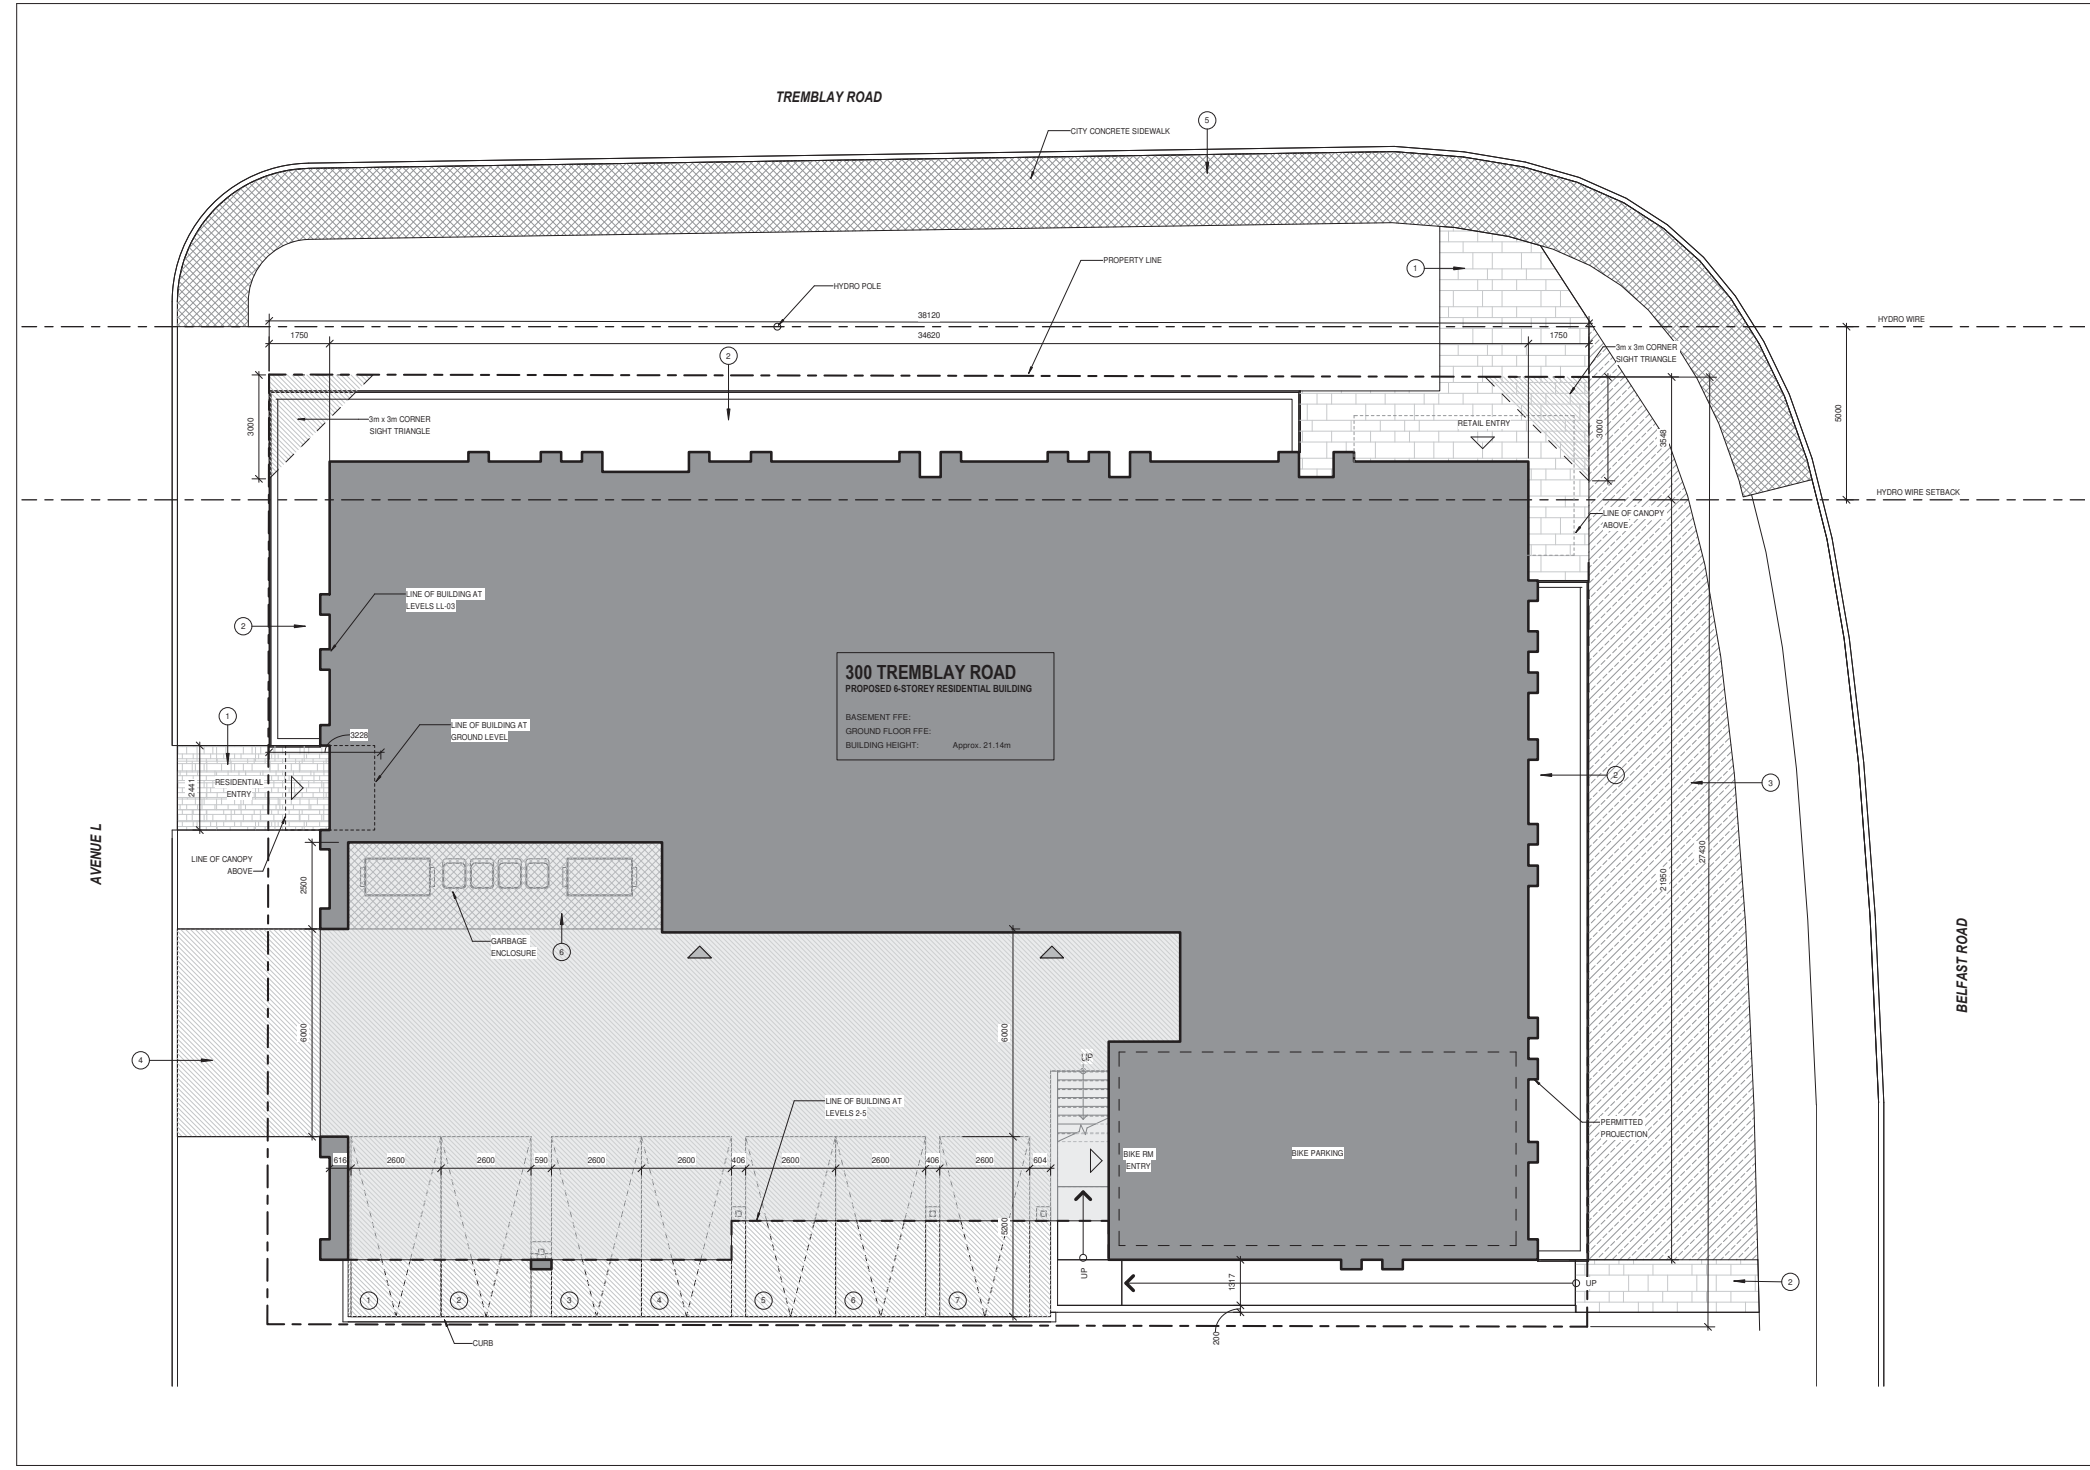 TREMBLAY ROAD
5
CITY CONCRETE SIDEWALK
PROPERTY LINE
1
HYDRO POLE
38120
HYDRO WIRE
1750
34620
1750
2
3m x 3m CORNER
SIGHT TRIANGLE
3000
3m x 3m CORNER
SIGHT TRIANGLE
RETAIL ENTRY
3000
3548
5000
HYDRO WIRE SETBACK
LINE OF CANOPY
ABOVE
LINE OF BUILDING AT
LEVELS LL-03
2
300 TREMBLAY ROAD
PROPOSED 6-STOREY RESIDENTIAL BUILDING
BASEMENT FFE:
GROUND FLOOR FFE:
BUILDING HEIGHT: Approx. 21.14m
1
LINE OF BUILDING AT
GROUND LEVEL
3228
2441
RESIDENTIAL
ENTRY
2
3
AVENUE L
LINE OF CANOPY
ABOVE
2500
27430
21950
GARBAGE
ENCLOSURE
6
BELFAST ROAD
4
6000
6000
UP
LINE OF BUILDING AT
LEVELS 2-5
PERMITTED
PROJECTION
BIKE RM
ENTRY
BIKE PARKING
616
2600
2600
590
2600
2600
406
2600
2600
406
2600
604
5200
UP
1317
UP
2
1
2
3
4
5
6
7
200
CURB